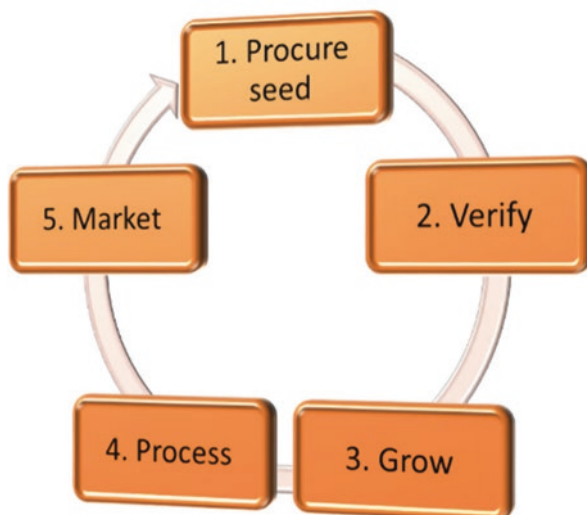 1. Procure
seed
2. Verify
3. Grow
4. Process
5. Market